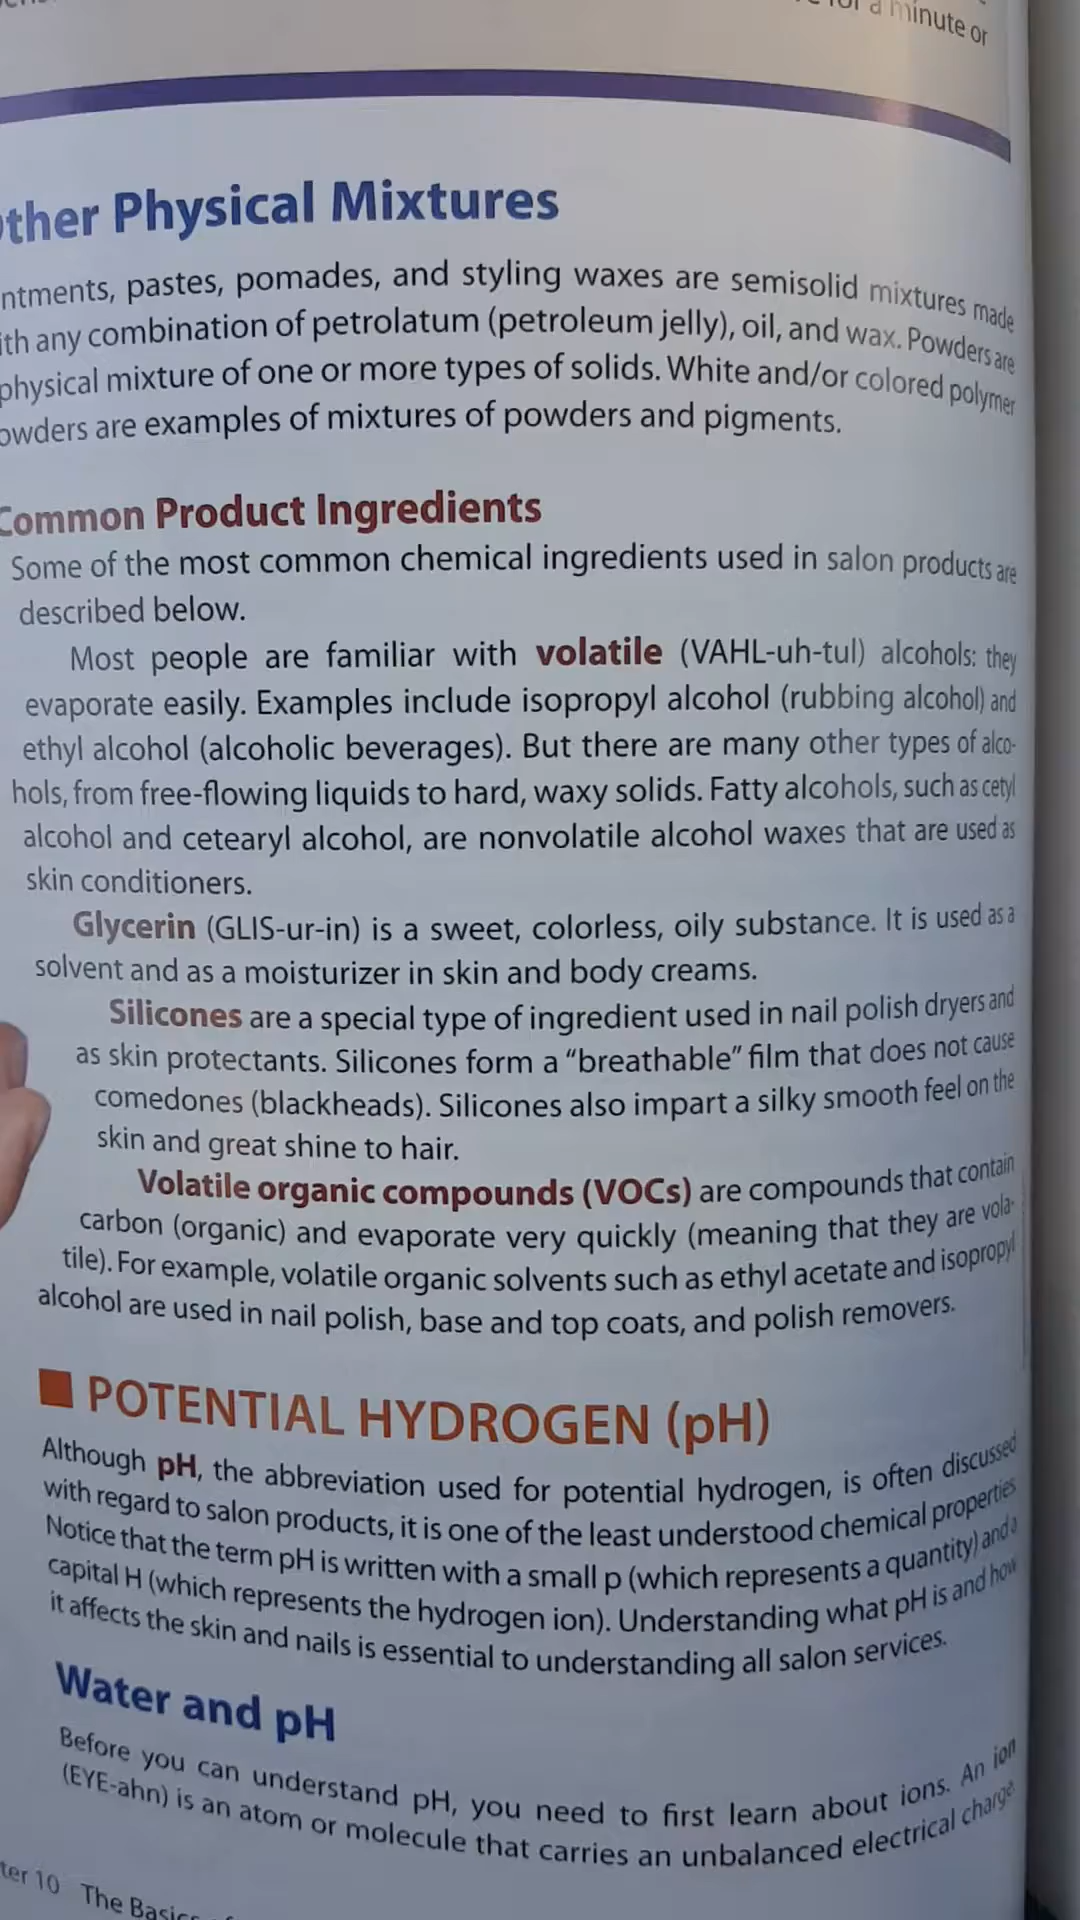 for a minute or
ther Physical Mixtures
ntments, pastes, pomades, and styling waxes are semisolid mixtures made
ith any combination of petrolatum (petroleum jelly), oil, and wax. Powders are
physical mixture of one or more types of solids. White and/or colored polymer
owders are examples of mixtures of powders and pigments.
Common Product Ingredients
Some of the most common chemical ingredients used in salon products are
described below.
Most people are familiar with volatile (VAHL-uh-tul) alcohols: they
evaporate easily. Examples include isopropyl alcohol (rubbing alcohol) and
ethyl alcohol (alcoholic beverages). But there are many other types of alco-
hols, from free-flowing liquids to hard, waxy solids. Fatty alcohols, such as cetyl
alcohol and cetearyl alcohol, are nonvolatile alcohol waxes that are used as
skin conditioners.
Glycerin (GLIS-ur-in) is a sweet, colorless, oily substance. It is used as a
solvent and as a moisturizer in skin and body creams.
Silicones are a special type of ingredient used in nail polish dryers and
as skin protectants. Silicones form a “breathable” film that does not cause
comedones (blackheads). Silicones also impart a silky smooth feel on the
skin and great shine to hair.
Volatile organic compounds (VOCs) are compounds that contain
carbon (organic) and evaporate very quickly (meaning that they are vola-
tile). For example, volatile organic solvents such as ethyl acetate and isopropyl
alcohol are used in nail polish, base and top coats, and polish removers.
POTENTIAL HYDROGEN (pH)
Although pH, the abbreviation used for potential hydrogen, is often discussed
with regard to salon products, it is one of the least understood chemical properties
Notice that the term pH is written with a small p (which represents a quantity) and a
capital H (which represents the hydrogen ion). Understanding what pH is and how
it affects the skin and nails is essential to understanding all salon services.
Water and pH
Before you can understand pH, you need to first learn about ions. An ion
(EYE-ahn) is an atom or molecule that carries an unbalanced electrical charge.
ter 10 The Basics